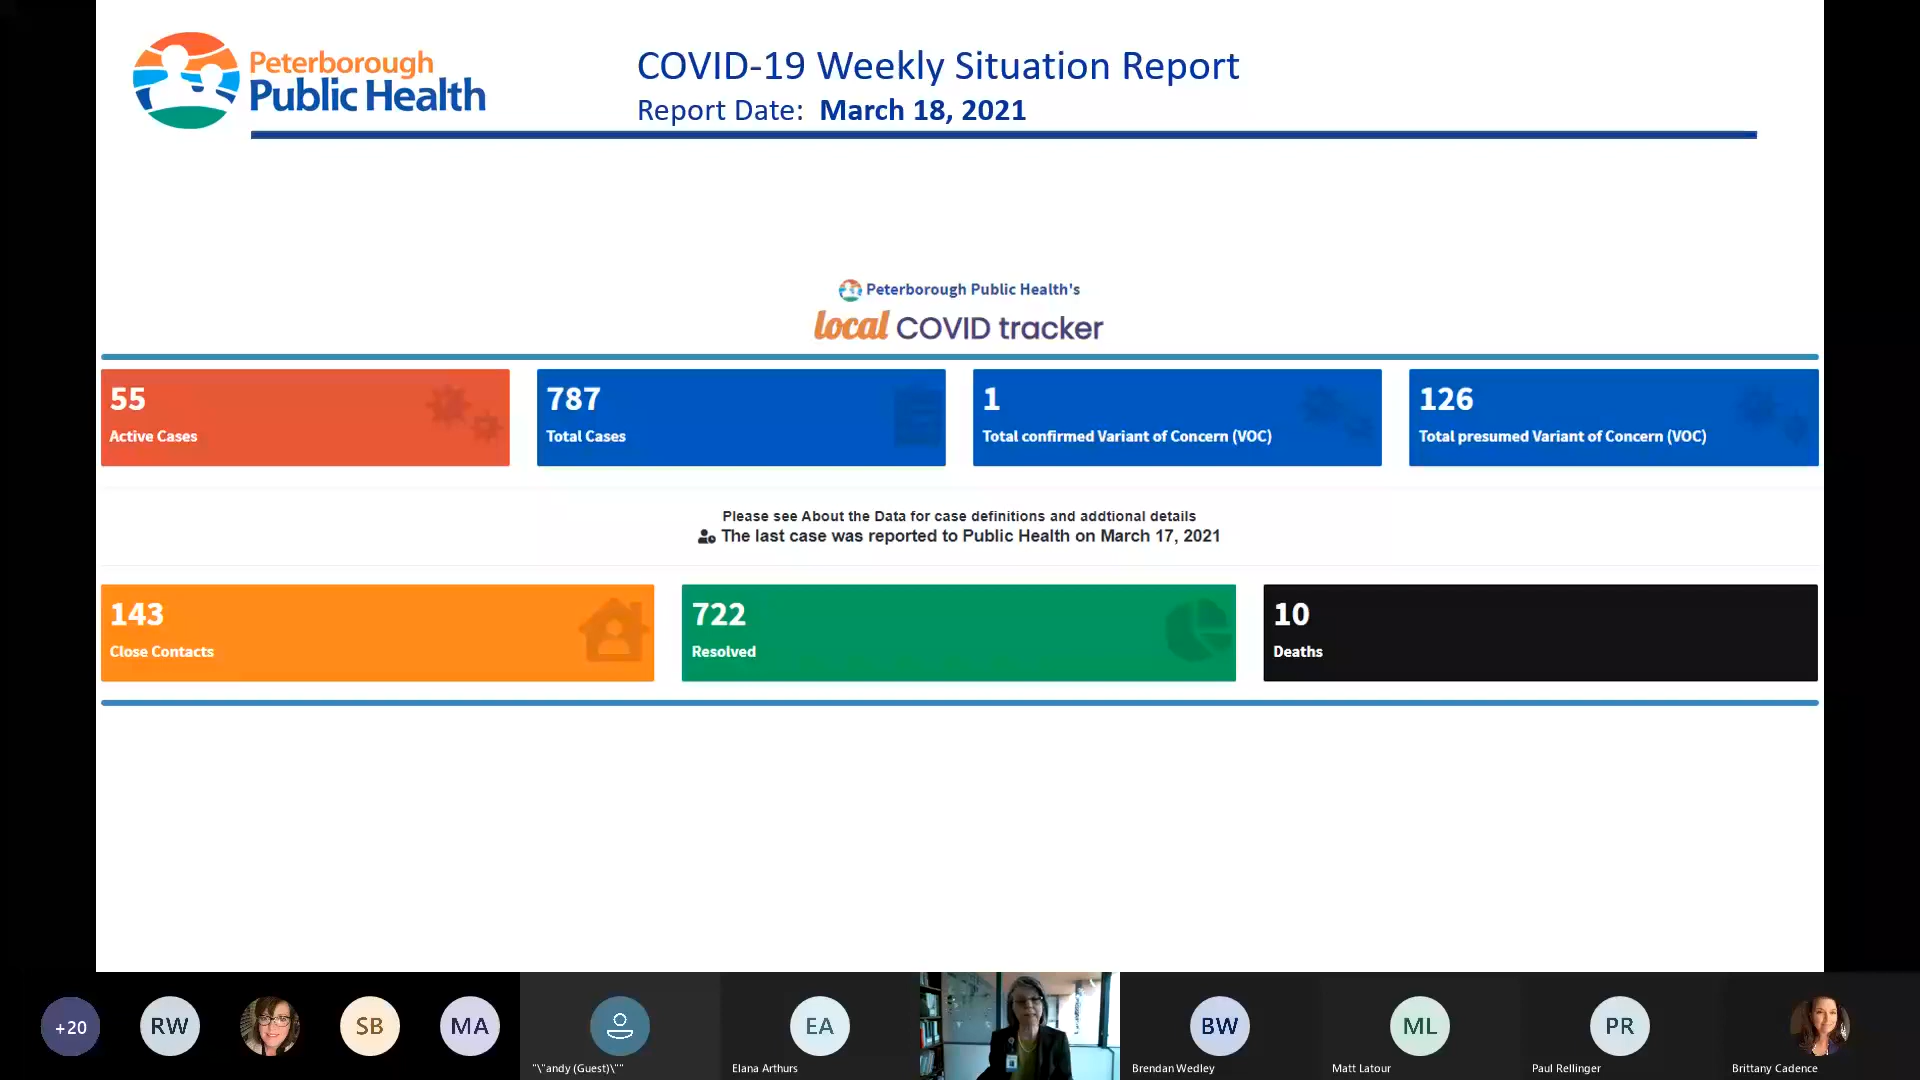 Peterborough
Public Health
COVID-19 Weekly Situation Report
Report Date: March 18, 2021
Peterborough Public Health's
local COVID tracker
55
Active Cases
787
Total Cases
1
Total confirmed Variant of Concern (VOC)
126
Total presumed Variant of Concern (VOC)
Please see About the Data for case definitions and addtional details
The last case was reported to Public Health on March 17, 2021
143
Close Contacts
722
Resolved
10
Deaths
+20
RW
SB
MA
"\"andy (Guest)\""
EA
Elana Arthurs
BW
Brendan Wedley
ML
Matt Latour
PR
Paul Rellinger
Brittany Cadence